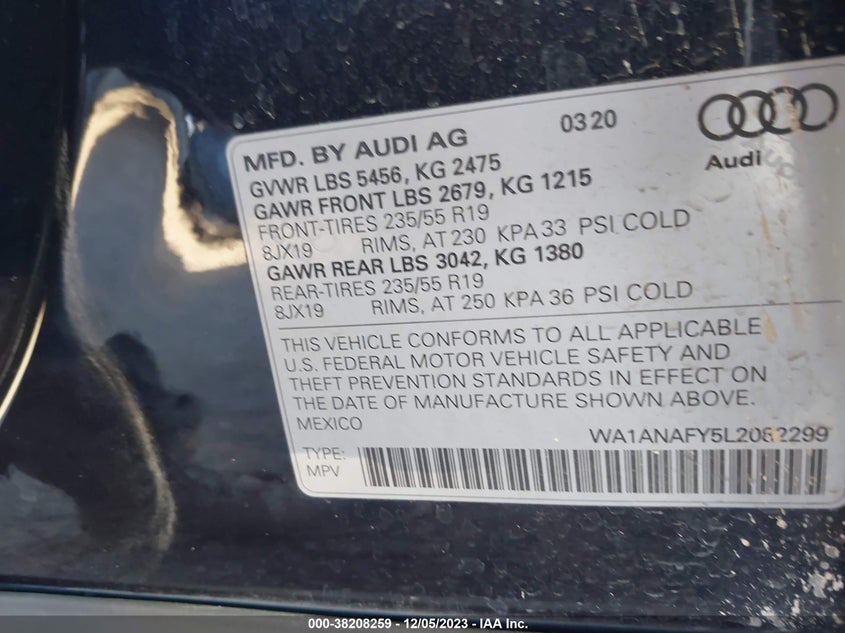 MFD. BY AUDI AG 03 20
Audi
GVWR LBS 5456, KG 2475
GAWR FRONT LBS 2679, KG 1215
FRONT-TIRES 235/55 R19
8JX19 RIMS, AT 230 KPA 33 PSI COLD
GAWR REAR LBS 3042, KG 1380
REAR-TIRES 235/55 R19
8JX19 RIMS, AT 250 KPA 36 PSI COLD
THIS VEHICLE CONFORMS TO ALL APPLICABLE
U.S. FEDERAL MOTOR VEHICLE SAFETY AND
THEFT PREVENTION STANDARDS IN EFFECT ON
THE DATE OF MANUFACTURE SHOWN ABOVE.
MEXICO
WA1ANAFY5L2082299
TYPE:
MPV
000-38208259 - 12/05/2023 - IAA Inc.